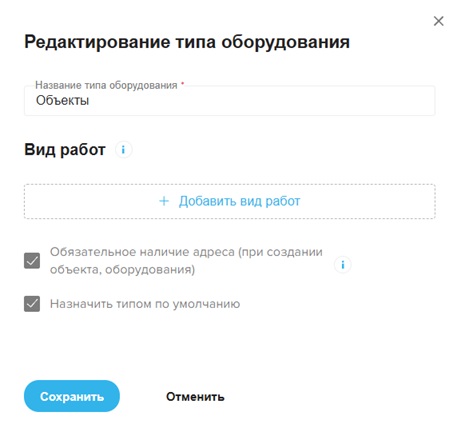 Редактирование типа оборудования
Название типа оборудования *
Объекты
Вид работ i
+ Добавить вид работ
Обязательное наличие адреса (при создании
объекта, оборудования) i
Назначить типом по умолчанию
Сохранить Отменить